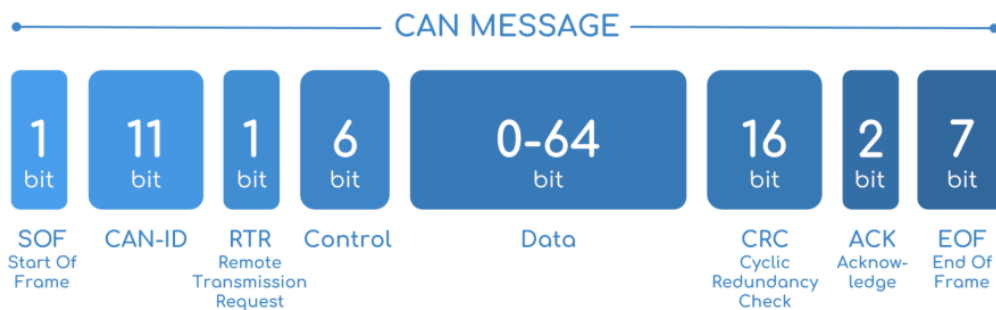 CAN MESSAGE
1 11 1 6 0-64 16 2 7
bit bit bit bit bit bit bit bit
SOF CAN-ID RTR Control Data CRC ACK EOF
Start Of Remote Cyclic Acknow- End Of
Frame Transmission Redundancy ledge Frame
Request Check